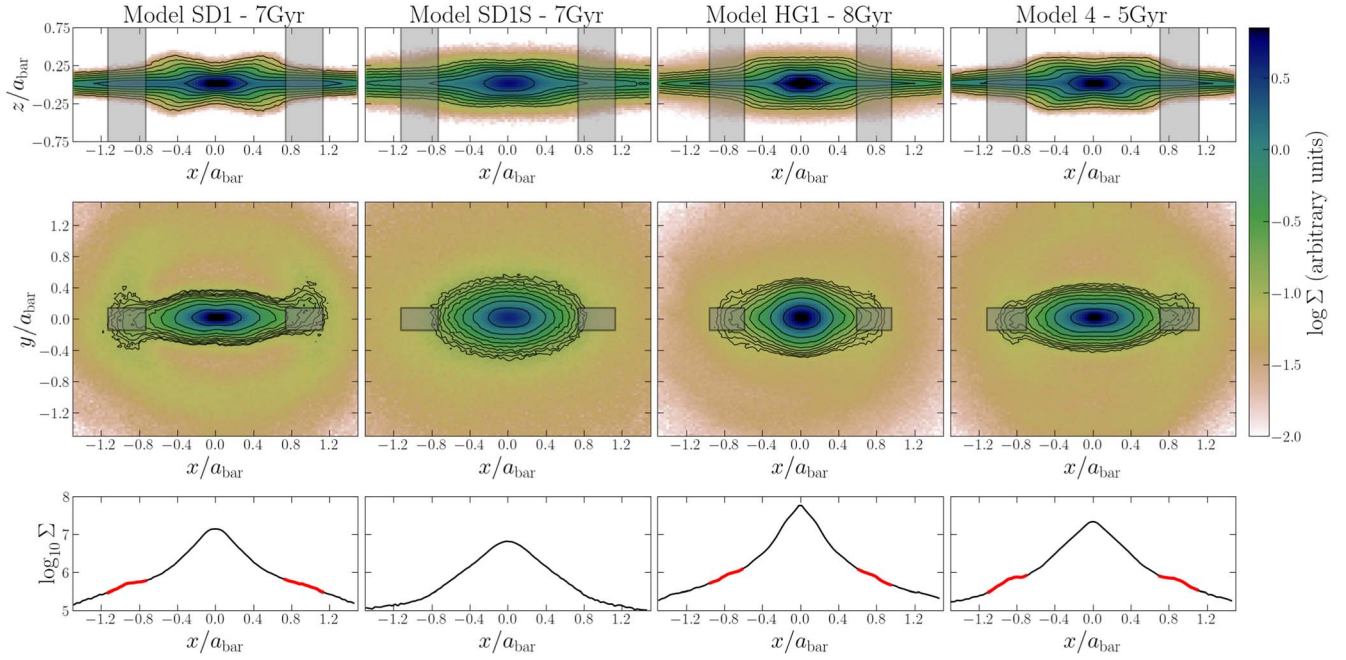 Model SD1 - 7Gyr Model SD1S - 7Gyr Model HG1 - 8Gyr Model 4 - 5Gyr
0.75
0.25
−0.25
−0.75
z/a_bar
−1.2 −0.8 −0.4 0.0 0.4 0.8 1.2 −1.2 −0.8 −0.4 0.0 0.4 0.8 1.2 −1.2 −0.8 −0.4 0.0 0.4 0.8 1.2 −1.2 −0.8 −0.4 0.0 0.4 0.8 1.2
x/a_bar x/a_bar x/a_bar x/a_bar
1.2
0.8
0.4
0.0
−0.4
−0.8
−1.2
y/a_bar
−1.2 −0.8 −0.4 0.0 0.4 0.8 1.2 −1.2 −0.8 −0.4 0.0 0.4 0.8 1.2 −1.2 −0.8 −0.4 0.0 0.4 0.8 1.2 −1.2 −0.8 −0.4 0.0 0.4 0.8 1.2
x/a_bar x/a_bar x/a_bar x/a_bar
0.5
0.0
−0.5
−1.0
−1.5
−2.0
log Σ (arbitrary units)
8
7
6
5
log₁₀ Σ
−1.2 −0.8 −0.4 0.0 0.4 0.8 1.2 −1.2 −0.8 −0.4 0.0 0.4 0.8 1.2 −1.2 −0.8 −0.4 0.0 0.4 0.8 1.2 −1.2 −0.8 −0.4 0.0 0.4 0.8 1.2
x/a_bar x/a_bar x/a_bar x/a_bar